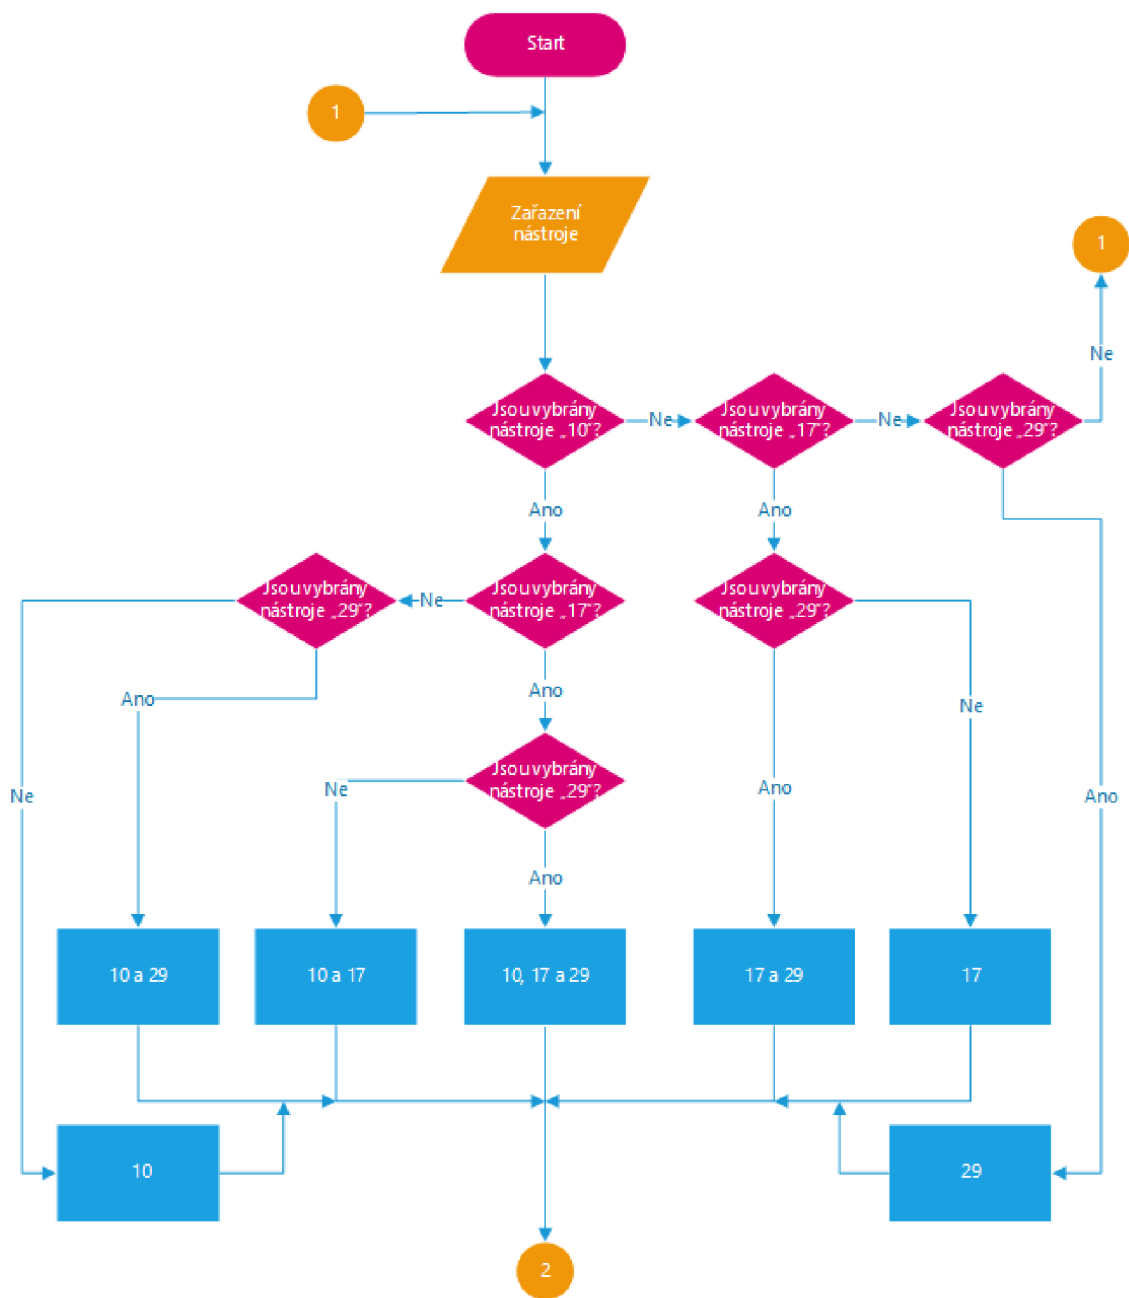 Start
1
Zařazení
nástroje
1
Ne
Jsou vybrány
nástroje „10“?
Ne
Jsou vybrány
nástroje „17“?
Ne
Jsou vybrány
nástroje „29“?
Ano
Ano
Jsou vybrány
nástroje „29“?
Ne
Jsou vybrány
nástroje „17“?
Jsou vybrány
nástroje „29“?
Ano
Ano
Ne
Jsou vybrány
nástroje „29“?
Ne
Ne
Ano
Ano
Ano
10 a 29
10 a 17
10, 17 a 29
17 a 29
17
10
29
2